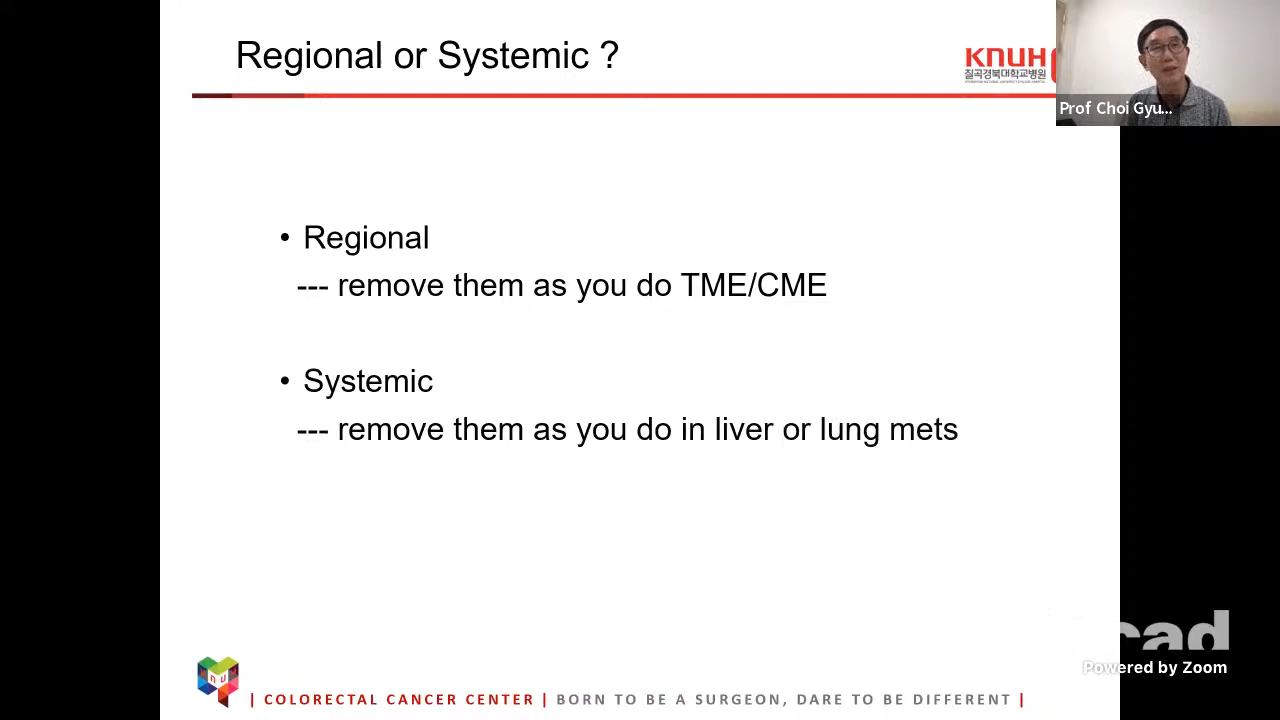 Regional or Systemic ?
KNUH
칠곡경북대학교병원
Prof Choi Gyu...
• Regional
--- remove them as you do TME/CME
• Systemic
--- remove them as you do in liver or lung mets
cad
Powered by Zoom
| COLORECTAL CANCER CENTER | BORN TO BE A SURGEON, DARE TO BE DIFFERENT |